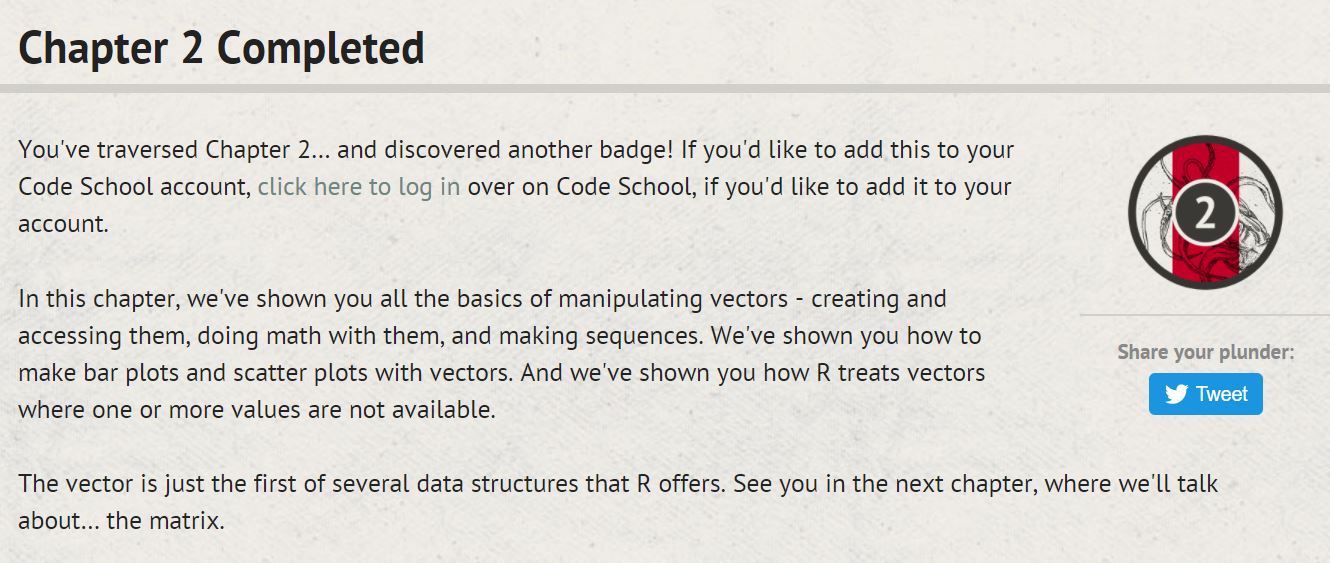 Chapter 2 Completed
You've traversed Chapter 2... and discovered another badge! If you'd like to add this to your
Code School account, click here to log in over on Code School, if you'd like to add it to your
account.
2
In this chapter, we've shown you all the basics of manipulating vectors - creating and
accessing them, doing math with them, and making sequences. We've shown you how to
make bar plots and scatter plots with vectors. And we've shown you how R treats vectors
where one or more values are not available.
Share your plunder:
Tweet
The vector is just the first of several data structures that R offers. See you in the next chapter, where we'll talk
about... the matrix.